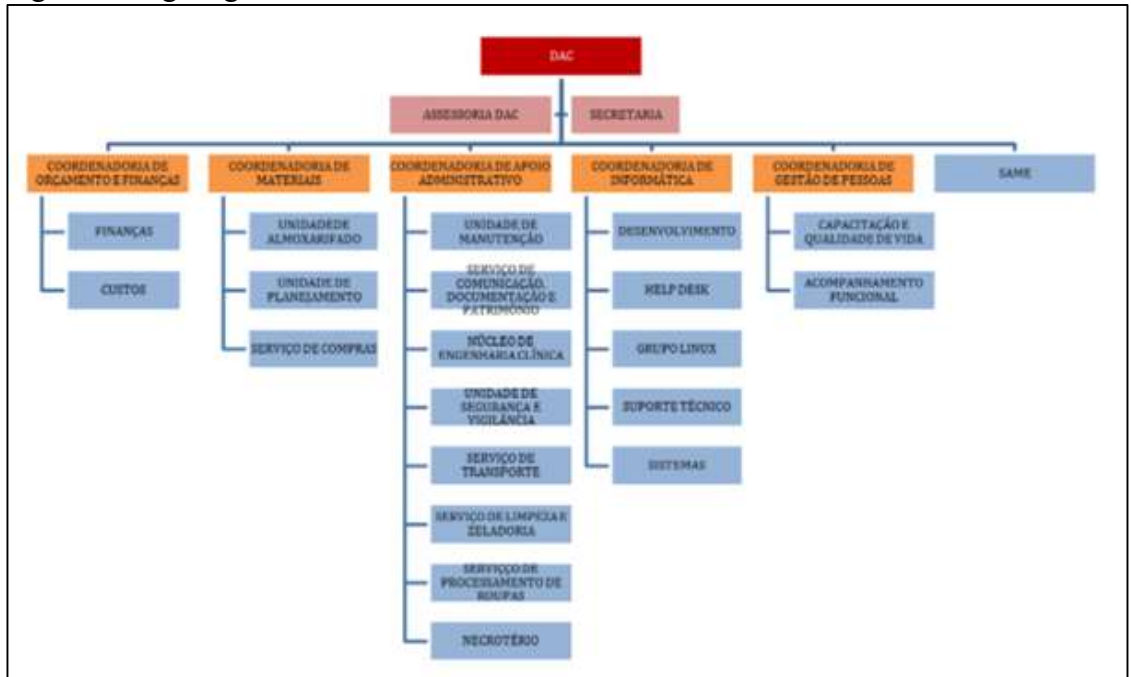 DAC
ASSESSORIA DAC
SECRETARIA
COORDENADORIA DE
ORÇAMENTO E FINANÇAS
COORDENADORIA DE
MATERIAIS
COORDENADORIA DE APOIO
ADMINISTRATIVO
COORDENADORIA DE
INFORMÁTICA
COORDENADORIA DE
GESTÃO DE PESSOAS
SAME
FINANÇAS
CUSTOS
UNIDADEDE
ALMOXARIFADO
UNIDADE DE
PLANEJAMENTO
SERVIÇO DE COMPRAS
UNIDADE DE
MANUTENÇÃO
SERVIÇO DE
COMUNICAÇÃO,
DOCUMENTAÇÃO E
PATRIMÔNIO
NÚCLEO DE
ENGENHARIA CLÍNICA
UNIDADE DE
SEGURANÇA E
VIGILÂNCIA
SERVIÇO DE
TRANSPORTE
SERVIÇO DE LIMPEZA E
ZELADORIA
SERVIÇÇO DE
PROCESSAMENTO DE
ROUPAS
NECROTÉRIO
DESENVOLVIMENTO
HELP DESK
GRUPO LINUX
SUPORTE TÉCNICO
SISTEMAS
CAPACITAÇÃO E
QUALIDADE DE VIDA
ACOMPANHAMENTO
FUNCIONAL